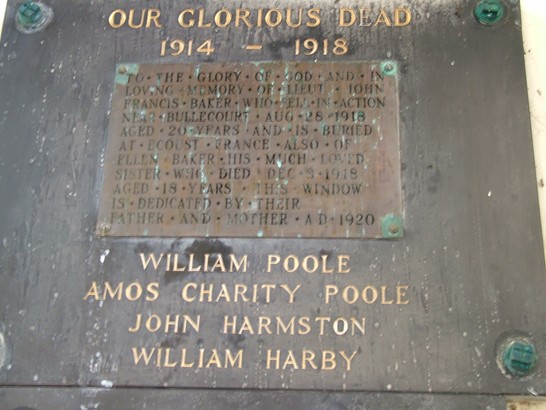 OUR GLORIOUS DEAD
1914 – 1918
TO · THE · GLORY · OF · GOD · AND · IN
LOVING · MEMORY · OF · LIEUT · JOHN
FRANCIS · BAKER · WHO · FELL · IN · ACTION
NEAR · BULLECOURT · AUG · 28 · 1918
AGED · 20 YEARS · AND · IS · BURIED
AT · ECOUST · FRANCE · ALSO · OF
ELLEN · BAKER · HIS · MUCH · LOVED
SISTER · WHO · DIED · DEC · 3 · 1918
AGED · 18 · YEARS · THIS · WINDOW
IS · DEDICATED · BY · THEIR
FATHER · AND · MOTHER · A·D · 1920
WILLIAM POOLE
AMOS CHARITY POOLE
JOHN HARMSTON
WILLIAM HARBY